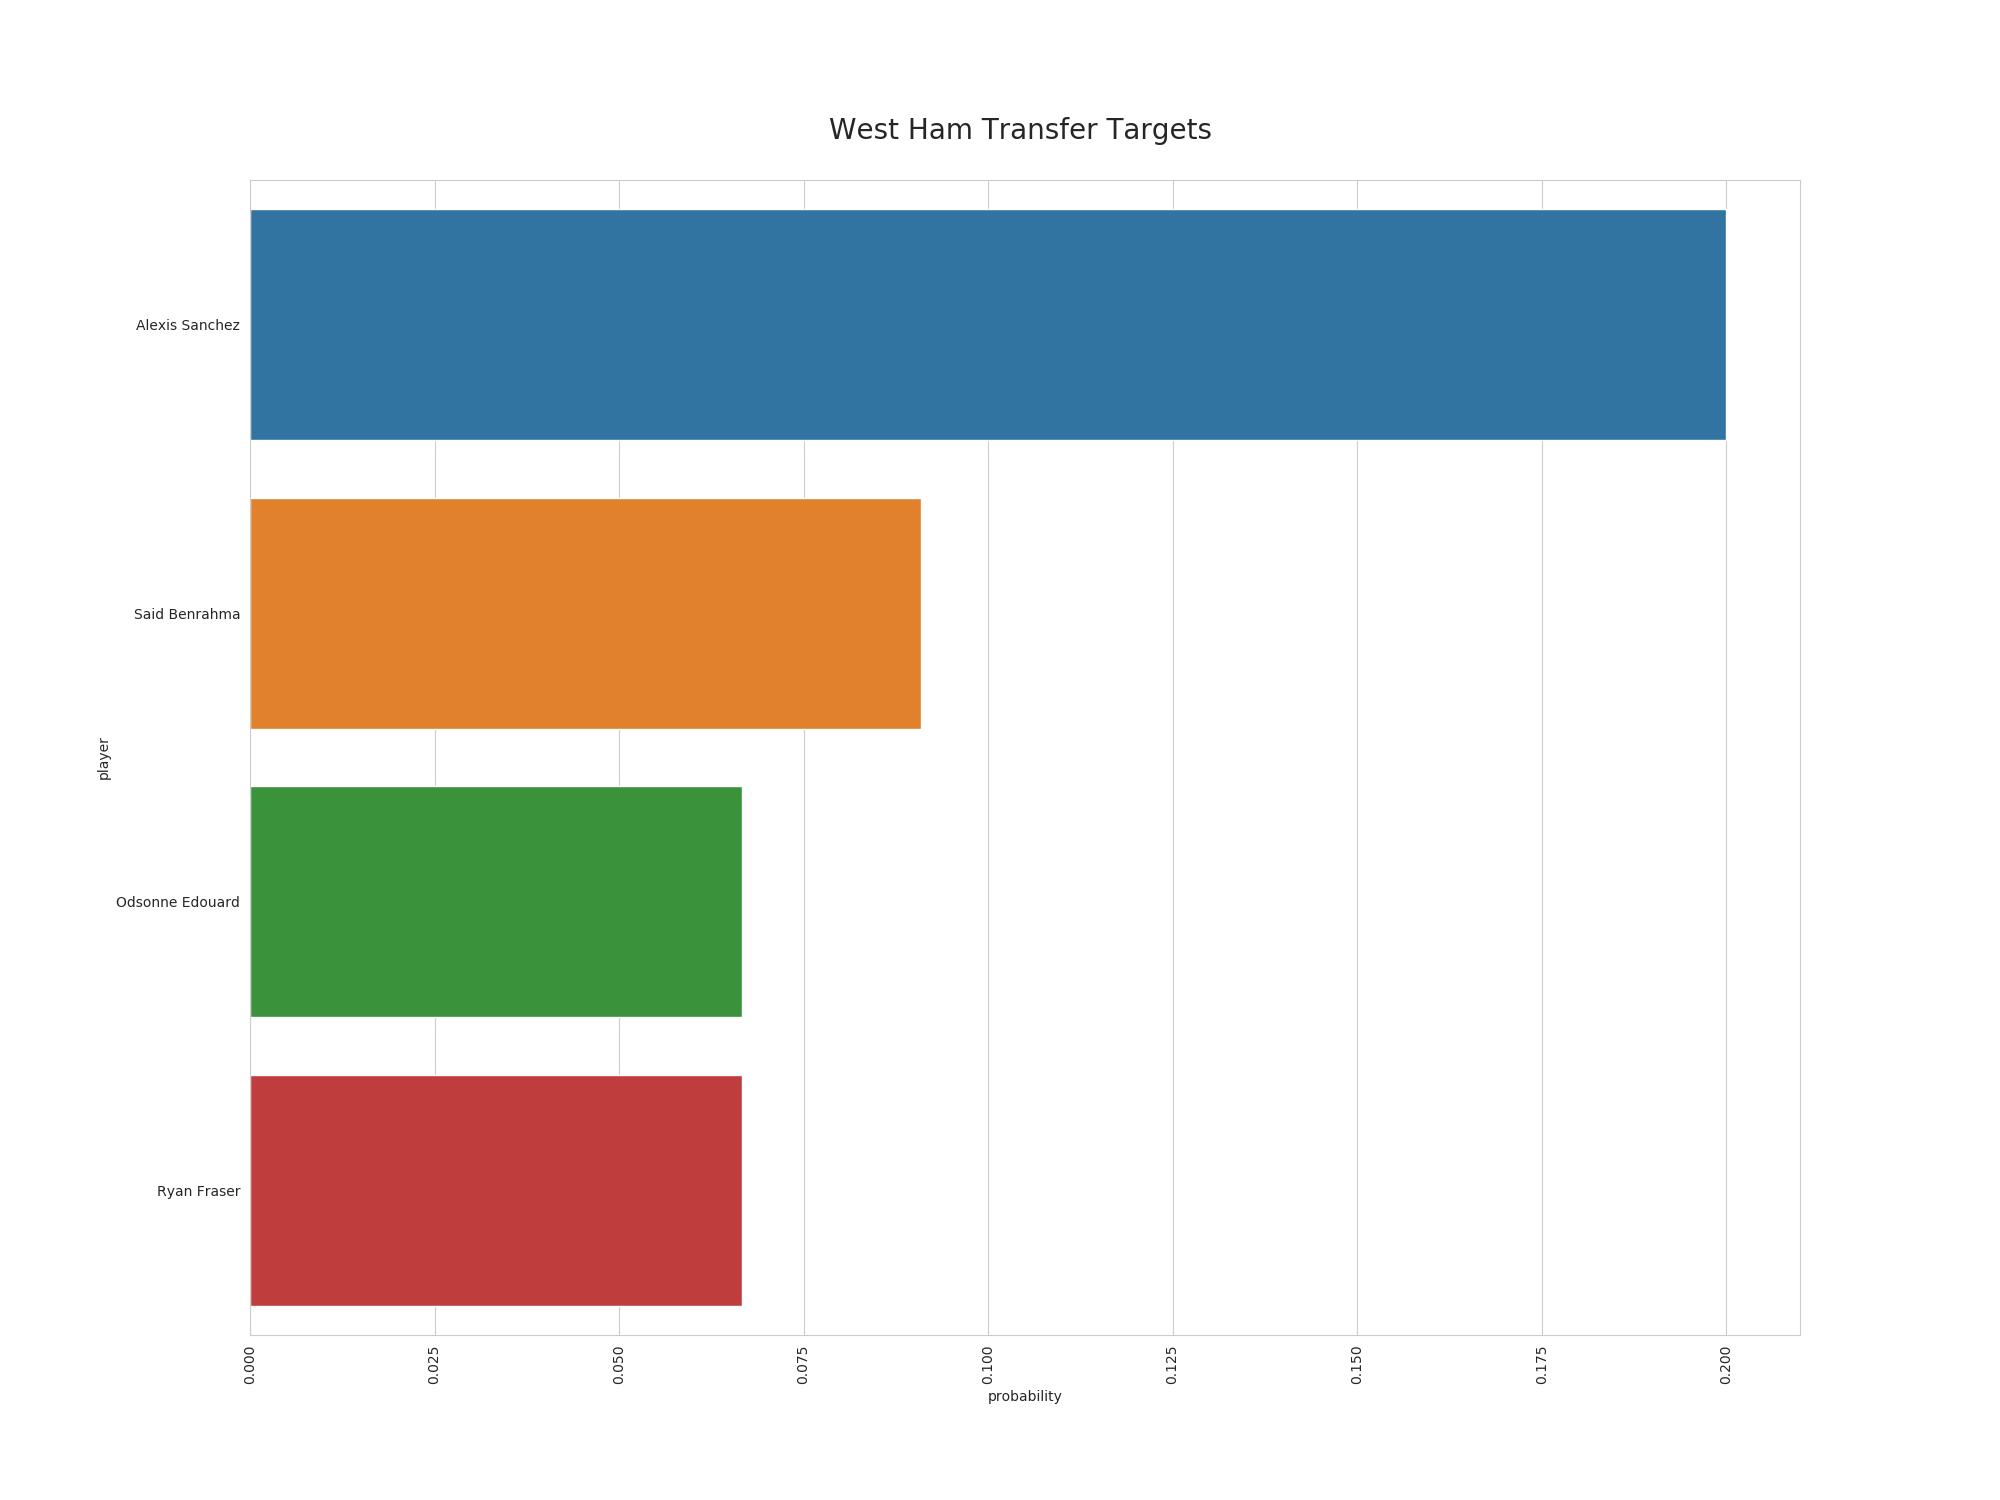 West Ham Transfer Targets
Alexis Sanchez
Said Benrahma
Odsonne Edouard
Ryan Fraser
player
0.000 0.025 0.050 0.075 0.100 0.125 0.150 0.175 0.200
probability